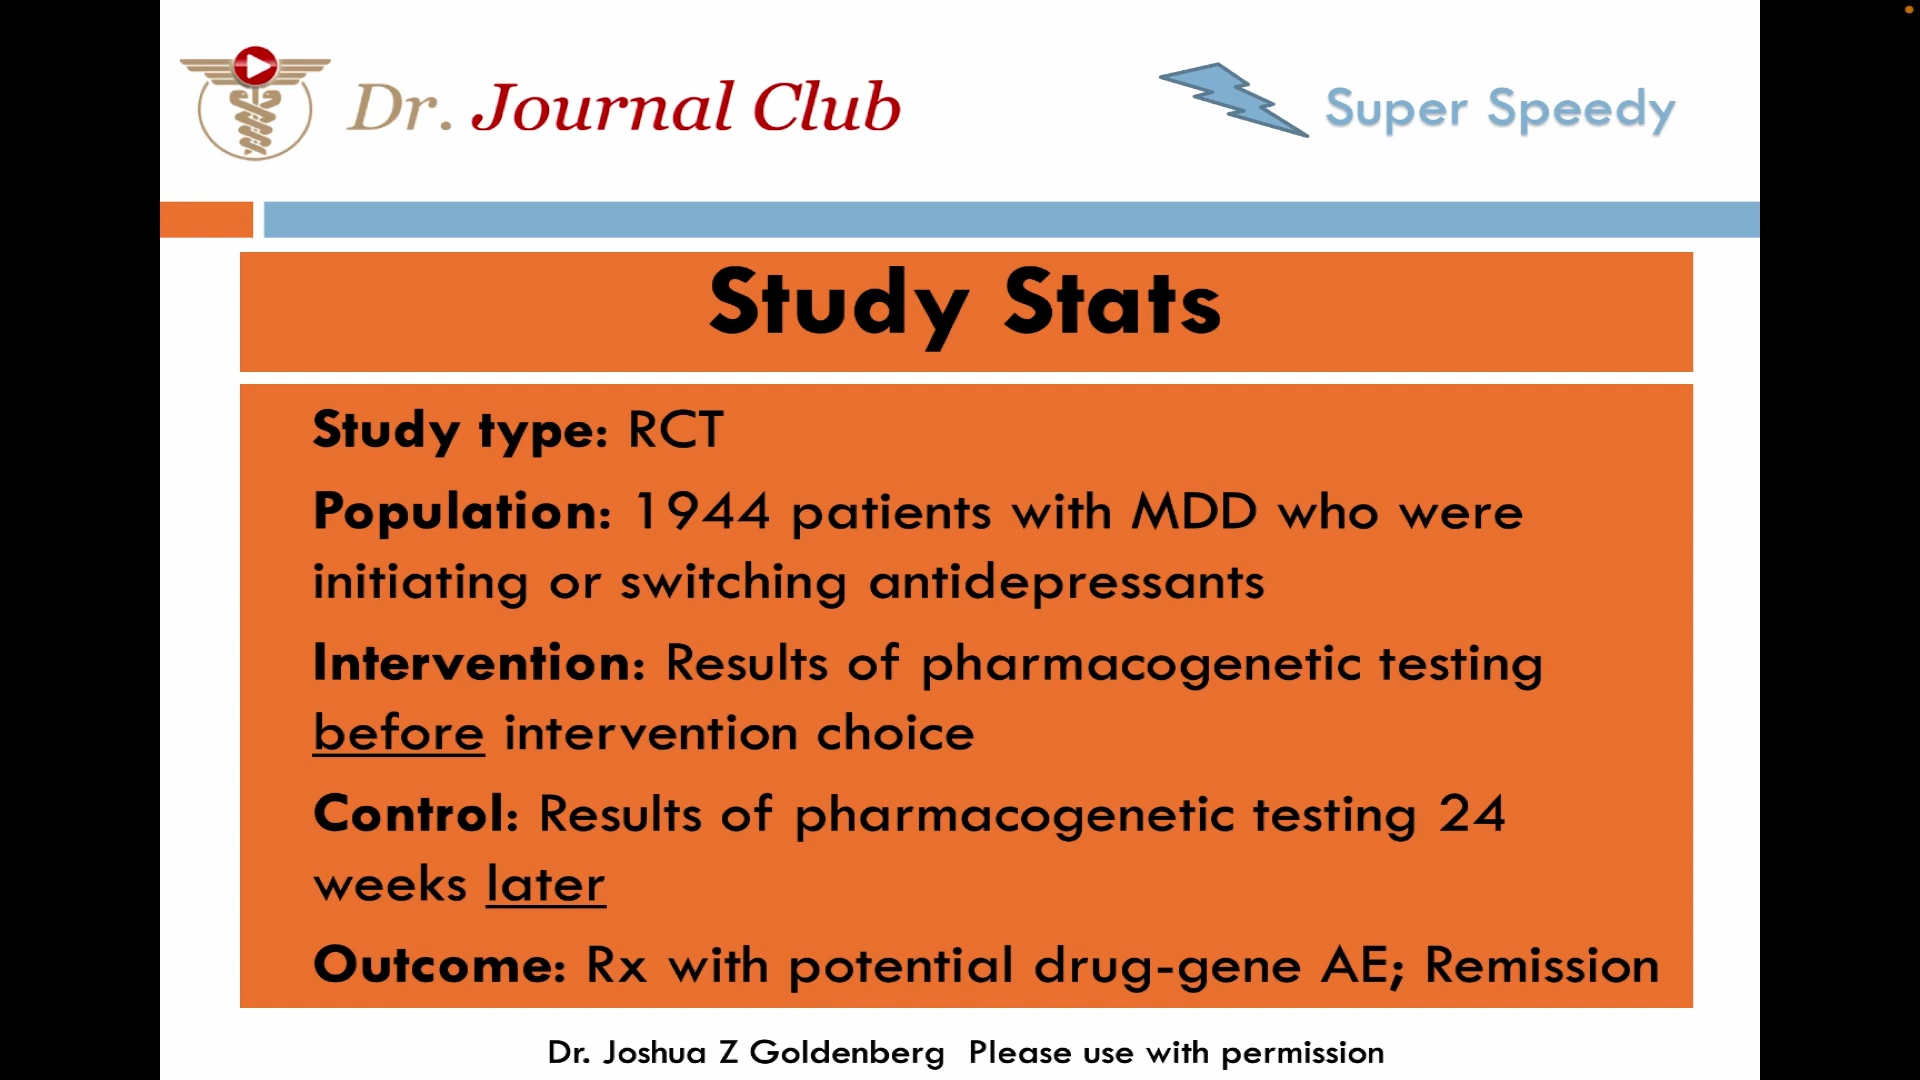 Dr. Journal Club
Super Speedy
Study Stats
Study type: RCT
Population: 1944 patients with MDD who were
initiating or switching antidepressants
Intervention: Results of pharmacogenetic testing
before intervention choice
Control: Results of pharmacogenetic testing 24
weeks later
Outcome: Rx with potential drug-gene AE; Remission
Dr. Joshua Z Goldenberg  Please use with permission